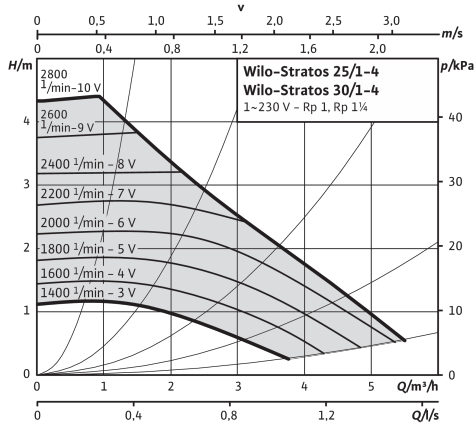 v
0 0,5 1,0 1,5 2,0 2,5 3,0
m/s
0 0,4 0,8 1,2 1,6 2,0
H/m
p/kPa
Wilo-Stratos 25/1-4
Wilo-Stratos 30/1-4
1~230 V – Rp 1, Rp 1¼
2800
1/min–10 V
2600
1/min–9 V
2400 1/min – 8 V
2200 1/min – 7 V
2000 1/min – 6 V
1800 1/min – 5 V
1600 1/min – 4 V
1400 1/min – 3 V
4
3
2
1
0
40
30
20
10
0
0 1 2 3 4 5 Q/m³/h
0 0,4 0,8 1,2 Q/l/s